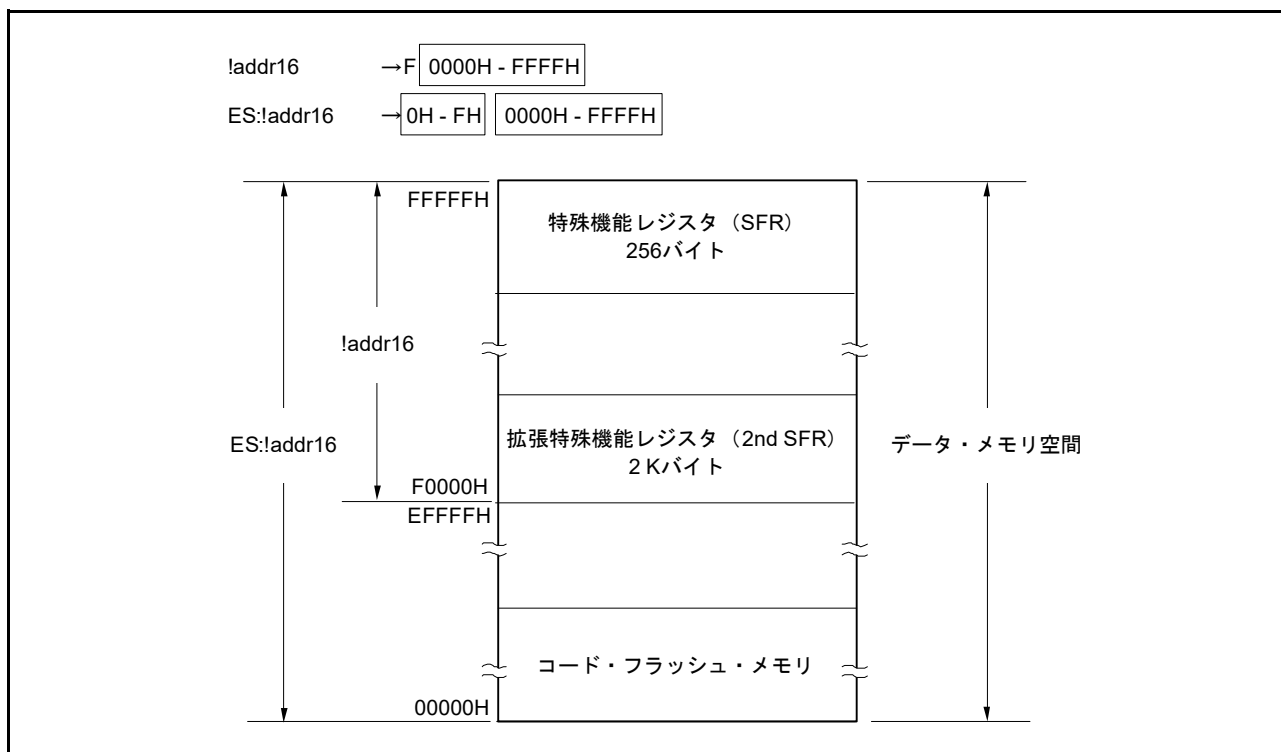 !addr16 →F 0000H - FFFFH
ES:!addr16 →0H - FH 0000H - FFFFH
FFFFFH
特殊機能レジスタ（SFR）
256バイト
!addr16
ES:!addr16
拡張特殊機能レジスタ（2nd SFR）
2 Kバイト
データ・メモリ空間
F0000H
EFFFFH
コード・フラッシュ・メモリ
00000H